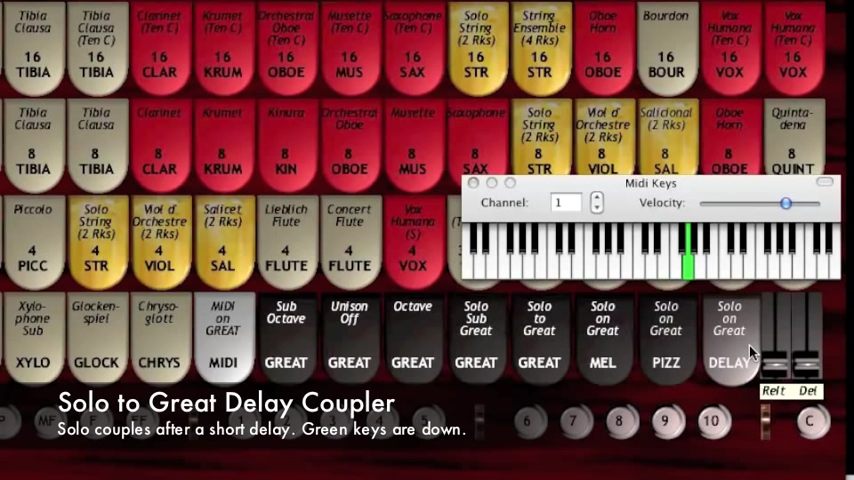 Tibia Clausa 16 TIBIA
Tibia Clausa (Ten C) 16 TIBIA
Clarinet (Ten C) 16 CLAR
Krumet (Ten C) 16 KRUM
Orchestral Oboe (Ten C) 16 OBOE
Musette (Ten C) 16 MUS
Saxophone (Ten C) 16 SAX
Solo String (2 Rks) 16 STR
String Ensemble (4 Rks) 16 STR
Oboe Horn 16 OBOE
Bourdon 16 BOUR
Vox Humana (Ten C) 16 VOX
Vox Humana (Ten C) 16 VOX
Tibia Clausa 8 TIBIA
Tibia Clausa 8 TIBIA
Clarinet 8 CLAR
Krumet 8 KRUM
Kinura 8 KIN
Orchestral Oboe 8 OBOE
Musette 8 MUS
Saxophone 8 SAX
Solo String (2 Rks) 8 STR
Viol d' Orchestre (2 Rks) 8 VIOL
Salicional (2 Rks) 8 SAL
Oboe Horn 8 OBOE
Quinta- dena 8 QUINT
Midi Keys
Channel: 1 Velocity:
Piccolo 4 PICC
Solo String (2 Rks) 4 STR
Viol d' Orchestre (2 Rks) 4 VIOL
Salicet (2 Rks) 4 SAL
Lieblich Flute 4 FLUTE
Concert Flute 4 FLUTE
Vox Humana (S) 4 VOX
Xylo- phone Sub XYLO
Glocken- spiel GLOCK
Chryso- glott CHRYS
MIDI on GREAT MIDI
Sub Octave GREAT
Unison Off GREAT
Octave GREAT
Solo Sub Great GREAT
Solo to Great GREAT
Solo on Great MEL
Solo on Great PIZZ
Solo on Great DELAY
Relt Del
Solo to Great Delay Coupler
Solo couples after a short delay. Green keys are down.
MF F 5 6 7 8 9 10 C